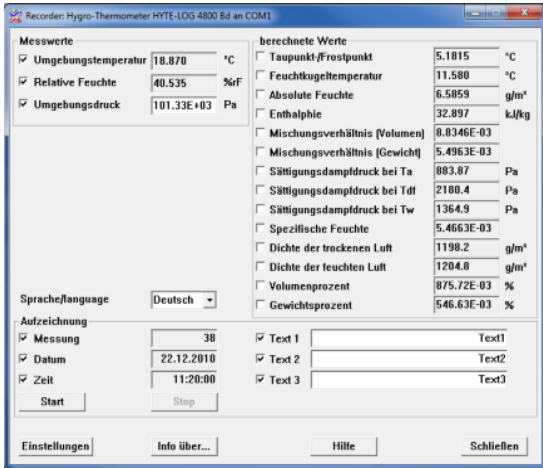 Recorder: Hygro-Thermometer HYTE-LOG 4800 Bd an COM1
Messwerte
Umgebungstemperatur 18.870 °C
Relative Feuchte 40.535 %rF
Umgebungsdruck 101.33E+03 Pa
berechnete Werte
Taupunkt-/Frostpunkt 5.1815 °C
Feuchtkugeltemperatur 11.580 °C
Absolute Feuchte 6.5859 g/m³
Enthalphie 32.897 kJ/kg
Mischungsverhältnis (Volumen) 8.8346E-03
Mischungsverhältnis (Gewicht) 5.4963E-03
Sättigungsdampfdruck bei Ta 883.87 Pa
Sättigungsdampfdruck bei Tdf 2180.4 Pa
Sättigungsdampfdruck bei Tw 1364.9 Pa
Spezifische Feuchte 5.4663E-03
Dichte der trockenen Luft 1198.2 g/m³
Dichte der feuchten Luft 1204.8 g/m³
Volumenprozent 875.72E-03 %
Gewichtsprozent 546.63E-03 %
Sprache/language Deutsch
Aufzeichnung
Messung 38 Text 1 Text1
Datum 22.12.2010 Text 2 Text2
Zeit 11:20:00 Text 3 Text3
Start Stop
Einstellungen Info über... Hilfe Schließen